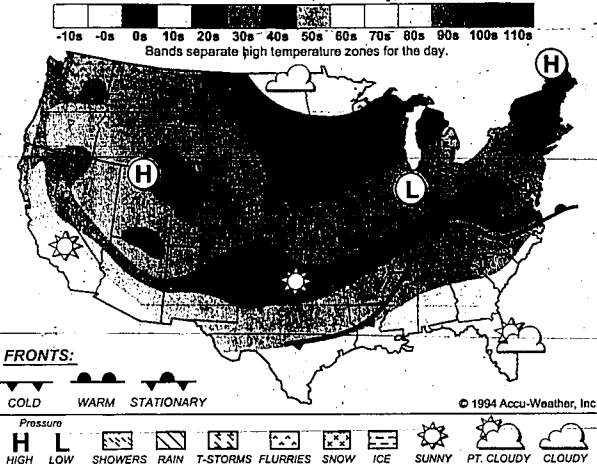 -10s -0s 0s 10s 20s 30s 40s 50s 60s 70s 80s 90s 100s 110s
Bands separate high temperature zones for the day.
H
H
L
FRONTS:
COLD WARM STATIONARY
© 1994 Accu-Weather, Inc
Pressure
H L
HIGH LOW SHOWERS RAIN T-STORMS FLURRIES SNOW ICE SUNNY PT. CLOUDY CLOUDY